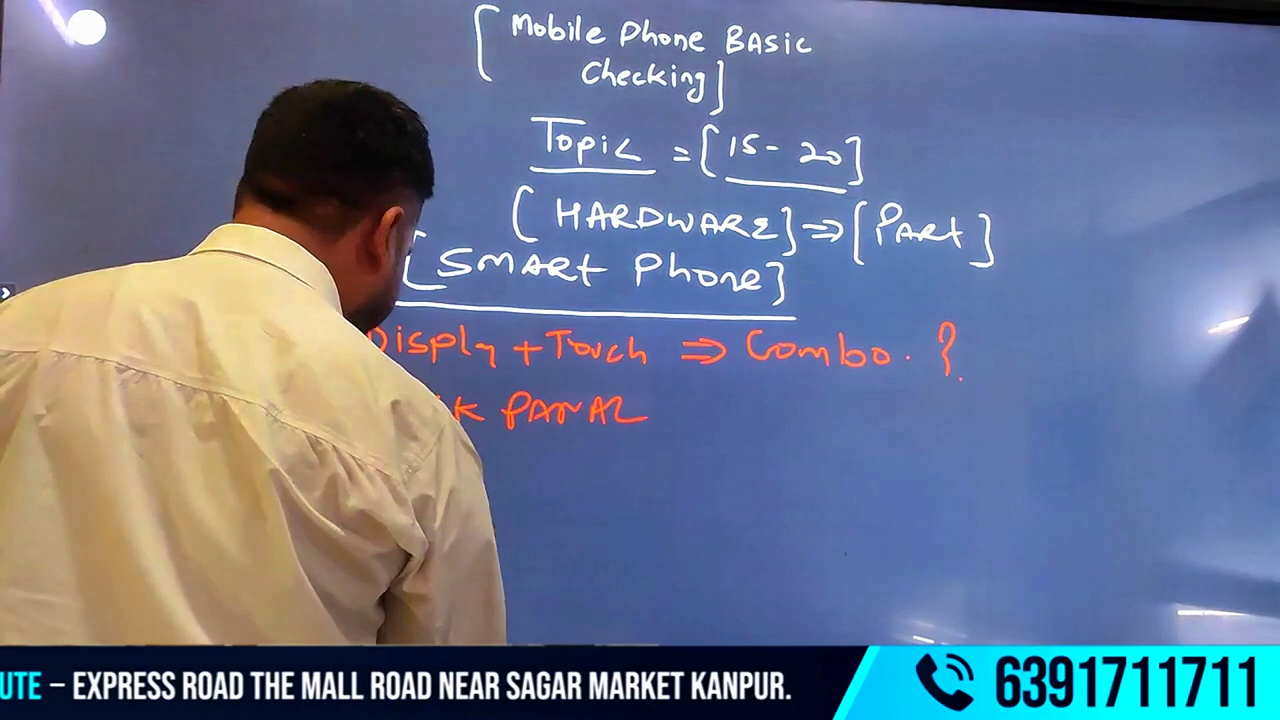 [Mobile Phone BASIC
Checking]
Topic = [15- 20]
[HARDWARE] ⇒ [PArt]
[SMARt Phone]
Display + Touch ⇒ Combo. ?
K PANAL
UTE – EXPRESS ROAD THE MALL ROAD NEAR SAGAR MARKET KANPUR.
6391711711